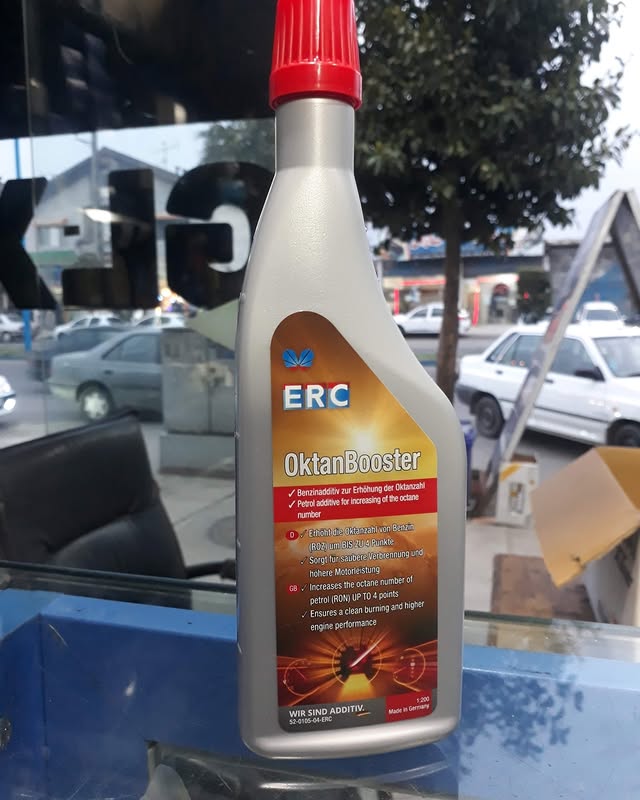 ERC
OktanBooster
✓ Benzinadditiv zur Erhöhung der Oktanzahl
✓ Petrol additive for increasing of the octane
number
D ✓ Erhöht die Oktanzahl von Benzin
(ROZ) um BIS ZU 4 Punkte
✓ Sorgt für saubere Verbrennung und
höhere Motorleistung
GB ✓ Increases the octane number of
petrol (RON) UP TO 4 points
✓ Ensures a clean burning and higher
engine performance
WIR SIND ADDITIV.
52-0105-04-ERC
1:200
Made in Germany